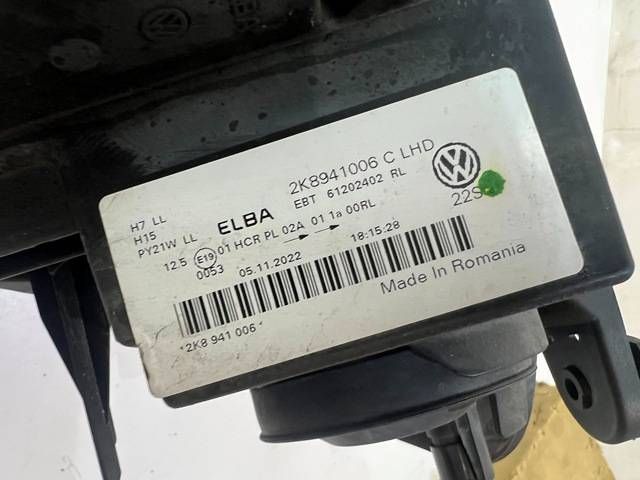 2K8941006 C LHD
ELBA EBT 61202402 RL
H7 LL
H15
PY21W LL
22S
12.5 E19 01 HCR PL 02A 01 1a 00RL
0053 05.11.2022 18:15:28
Made In Romania
*2K8 941 006*